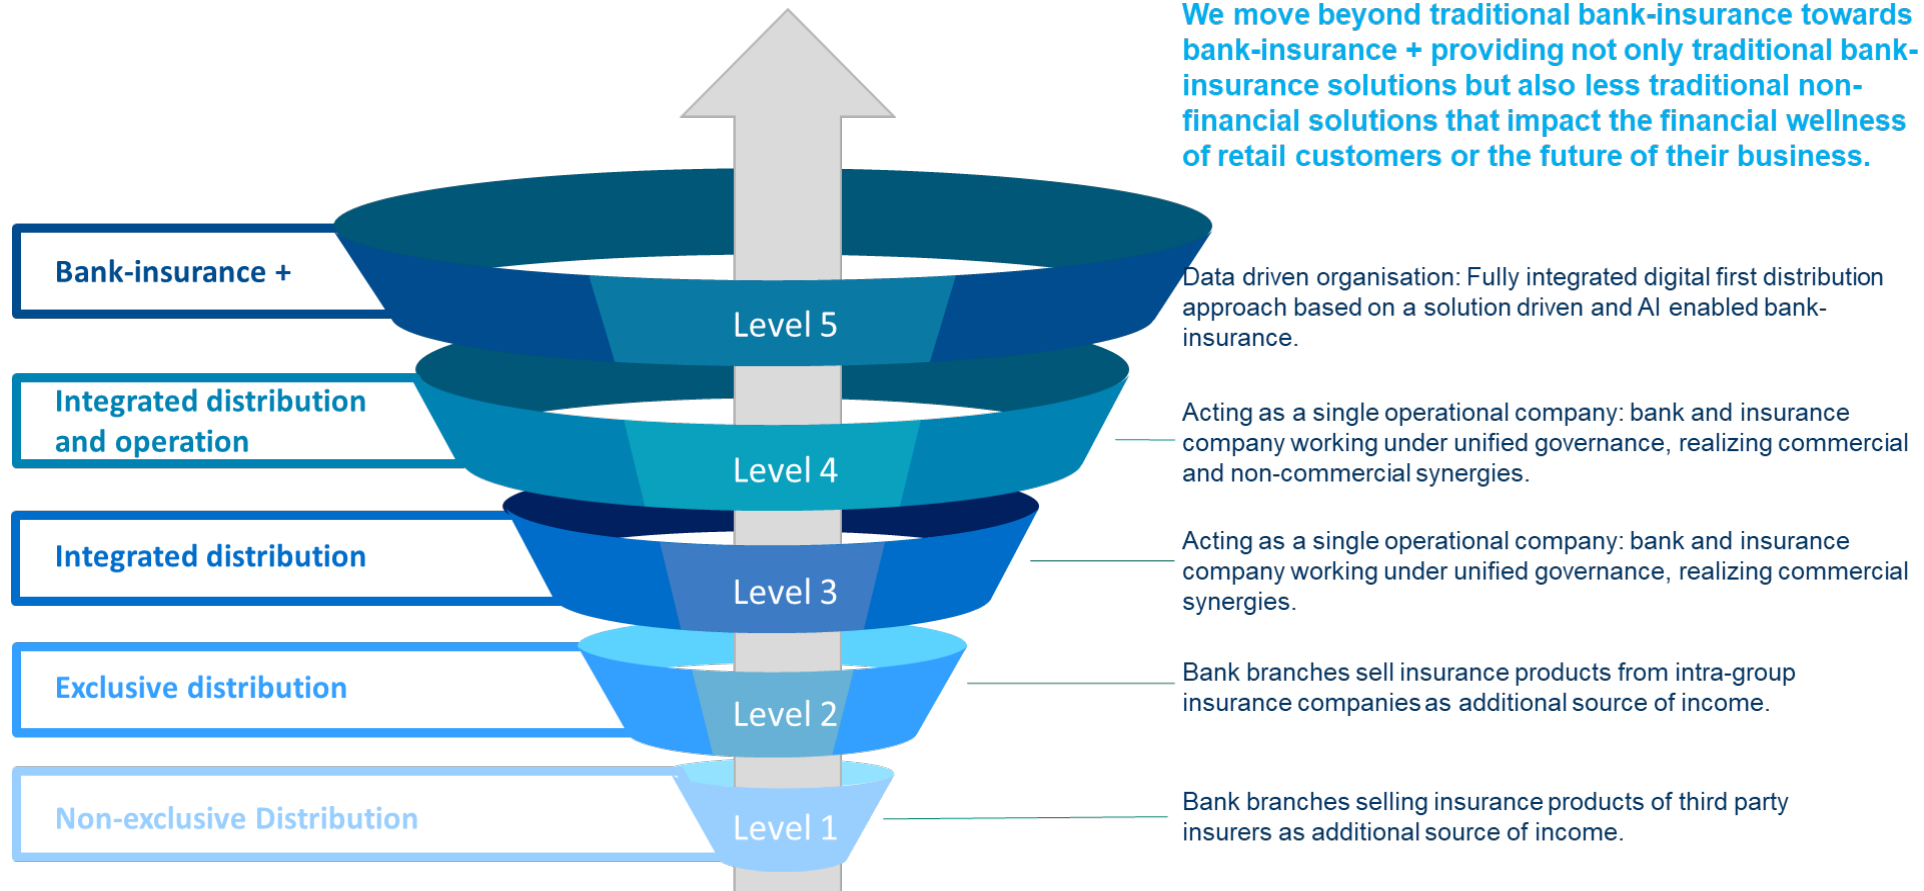 We move beyond traditional bank-insurance towards
bank-insurance + providing not only traditional bank-
insurance solutions but also less traditional non-
financial solutions that impact the financial wellness
of retail customers or the future of their business.
Bank-insurance +
Level 5
Data driven organisation: Fully integrated digital first distribution
approach based on a solution driven and AI enabled bank-
insurance.
Integrated distribution
and operation
Level 4
Acting as a single operational company: bank and insurance
company working under unified governance, realizing commercial
and non-commercial synergies.
Integrated distribution
Level 3
Acting as a single operational company: bank and insurance
company working under unified governance, realizing commercial
synergies.
Exclusive distribution
Level 2
Bank branches sell insurance products from intra-group
insurance companies as additional source of income.
Non-exclusive Distribution
Level 1
Bank branches selling insurance products of third party
insurers as additional source of income.